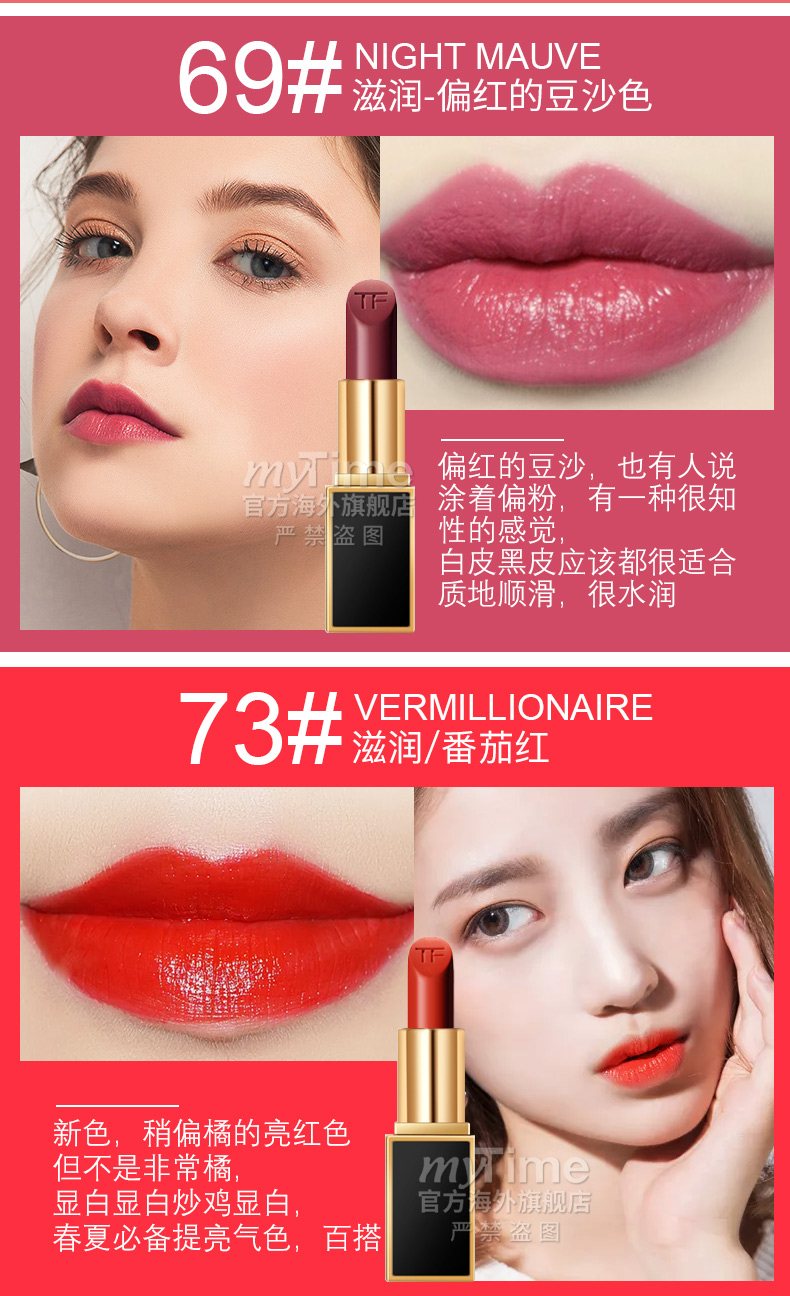 69#
NIGHT MAUVE
滋润-偏红的豆沙色
TF
myTime
官方海外旗舰店
严禁盗图
偏红的豆沙，也有人说
涂着偏粉，有一种很知
性的感觉，
白皮黑皮应该都很适合
质地顺滑，很水润
73#
VERMILLIONAIRE
滋润/番茄红
TF
新色，稍偏橘的亮红色
但不是非常橘，
显白显白炒鸡显白，
春夏必备提亮气色，百搭
myTime
官方海外旗舰店
严禁盗图